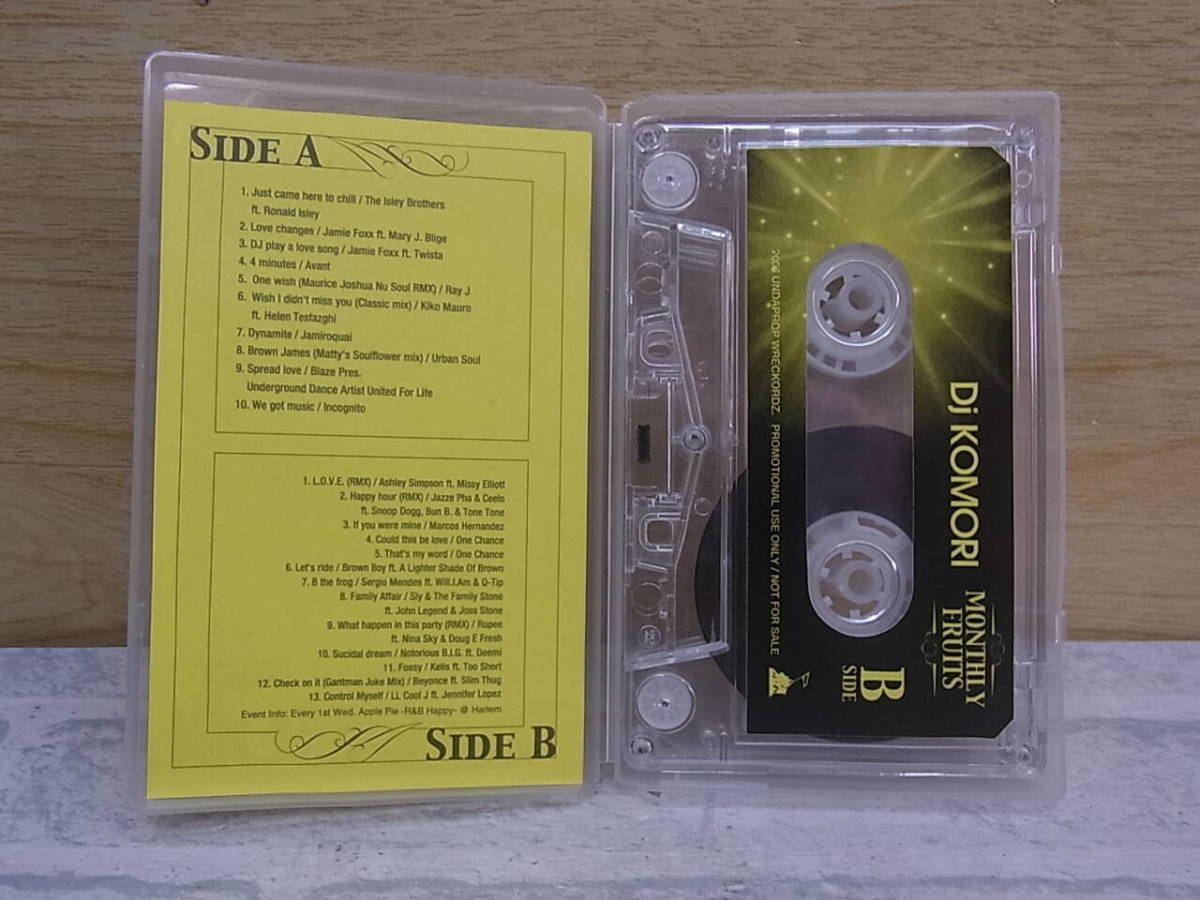 SIDE A
1. Just came here to chill / The Isley Brothers
ft. Ronald Isley
2. Love changes / Jamie Foxx ft. Mary J. Blige
3. DJ play a love song / Jamie Foxx ft. Twista
4. 4 minutes / Avant
5. One wish (Maurice Joshua Nu Soul RMX) / Ray J
6. Wish I didn't miss you (Classic mix) / Kiko Mauro
ft. Helen Tesfazghi
7. Dynamite / Jamiroquai
8. Brown James (Matty's Soulflower mix) / Urban Soul
9. Spread love / Blaze Pres.
Underground Dance Artist United For Life
10. We got music / Incognito
1. L.O.V.E. (RMX) / Ashley Simpson ft. Missy Elliott
2. Happy hour (RMX) / Jazze Pha & Ceelo
ft. Snoop Dogg, Bun B. & Tone Tone
3. If you were mine / Marcos Hernandez
4. Could this be love / One Chance
5. That's my word / One Chance
6. Let's ride / Brown Boy ft. A Lighter Shade Of Brown
7. B the frog / Sergio Mendes ft. Will.I.Am & Q-Tip
8. Family Affair / Sly & The Family Stone
ft. John Legend & Joss Stone
9. What happen in this party (RMX) / Rupee
ft. Nina Sky & Doug E Fresh
10. Sucidal dream / Notorious B.I.G. ft. Deemi
11. Fossy / Kelis ft. Too Short
12. Check on it (Gantman Juke Mix) / Beyonce ft. Slim Thug
13. Control Myself / LL Cool J ft. Jennifer Lopez
Event Info: Every 1st Wed. Apple Pie -R&B Happy- @ Harlem
SIDE B
Dj KOMORI
MONTHLY
FRUITS
B
SIDE
2006 UNDAPROP WRECKORDZ. PROMOTIONAL USE ONLY / NOT FOR SALE